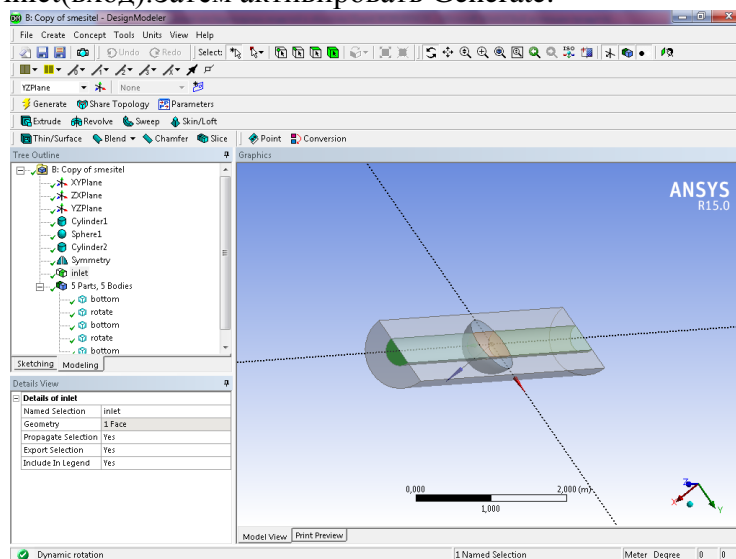 inlet(вход).Затем активировать Generate.
B: Copy of smesitel - DesignModeler
File Create Concept Tools Units View Help
Undo Redo Select:
YZPlane None
Generate Share Topology Parameters
Extrude Revolve Sweep Skin/Loft
Thin/Surface Blend Chamfer Slice Point Conversion
Tree Outline
B: Copy of smesitel
XYPlane
ZXPlane
YZPlane
Cylinder1
Sphere1
Cylinder2
Symmetry
inlet
5 Parts, 5 Bodies
bottom
rotate
bottom
rotate
bottom
Sketching Modeling
Details View
Details of inlet
Named Selection inlet
Geometry 1 Face
Propagate Selection Yes
Export Selection Yes
Include In Legend Yes
Graphics
ANSYS
R15.0
0,000 2,000 (m)
1,000
Z
X
Y
Model View Print Preview
Dynamic rotation 1 Named Selection Meter Degree 0 0